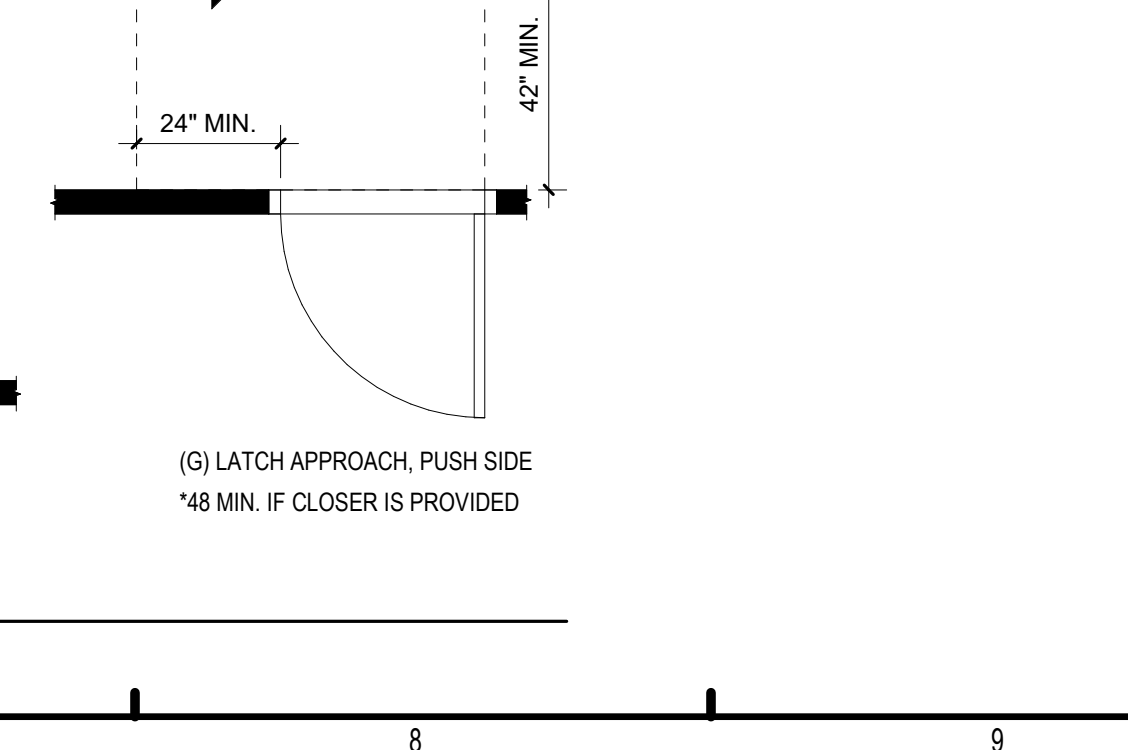 42" MIN.
24" MIN.
(G) LATCH APPROACH, PUSH SIDE
*48 MIN. IF CLOSER IS PROVIDED
8
9